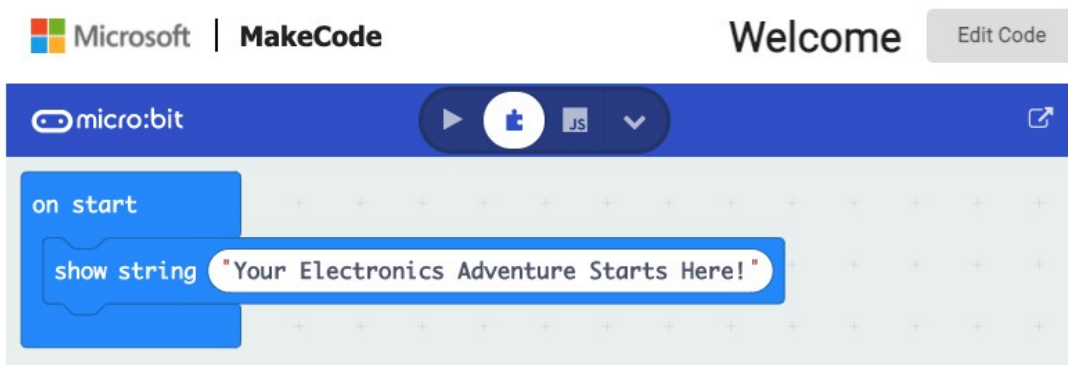 Microsoft | MakeCode Welcome Edit Code
micro:bit JS
on start
show string "Your Electronics Adventure Starts Here!"